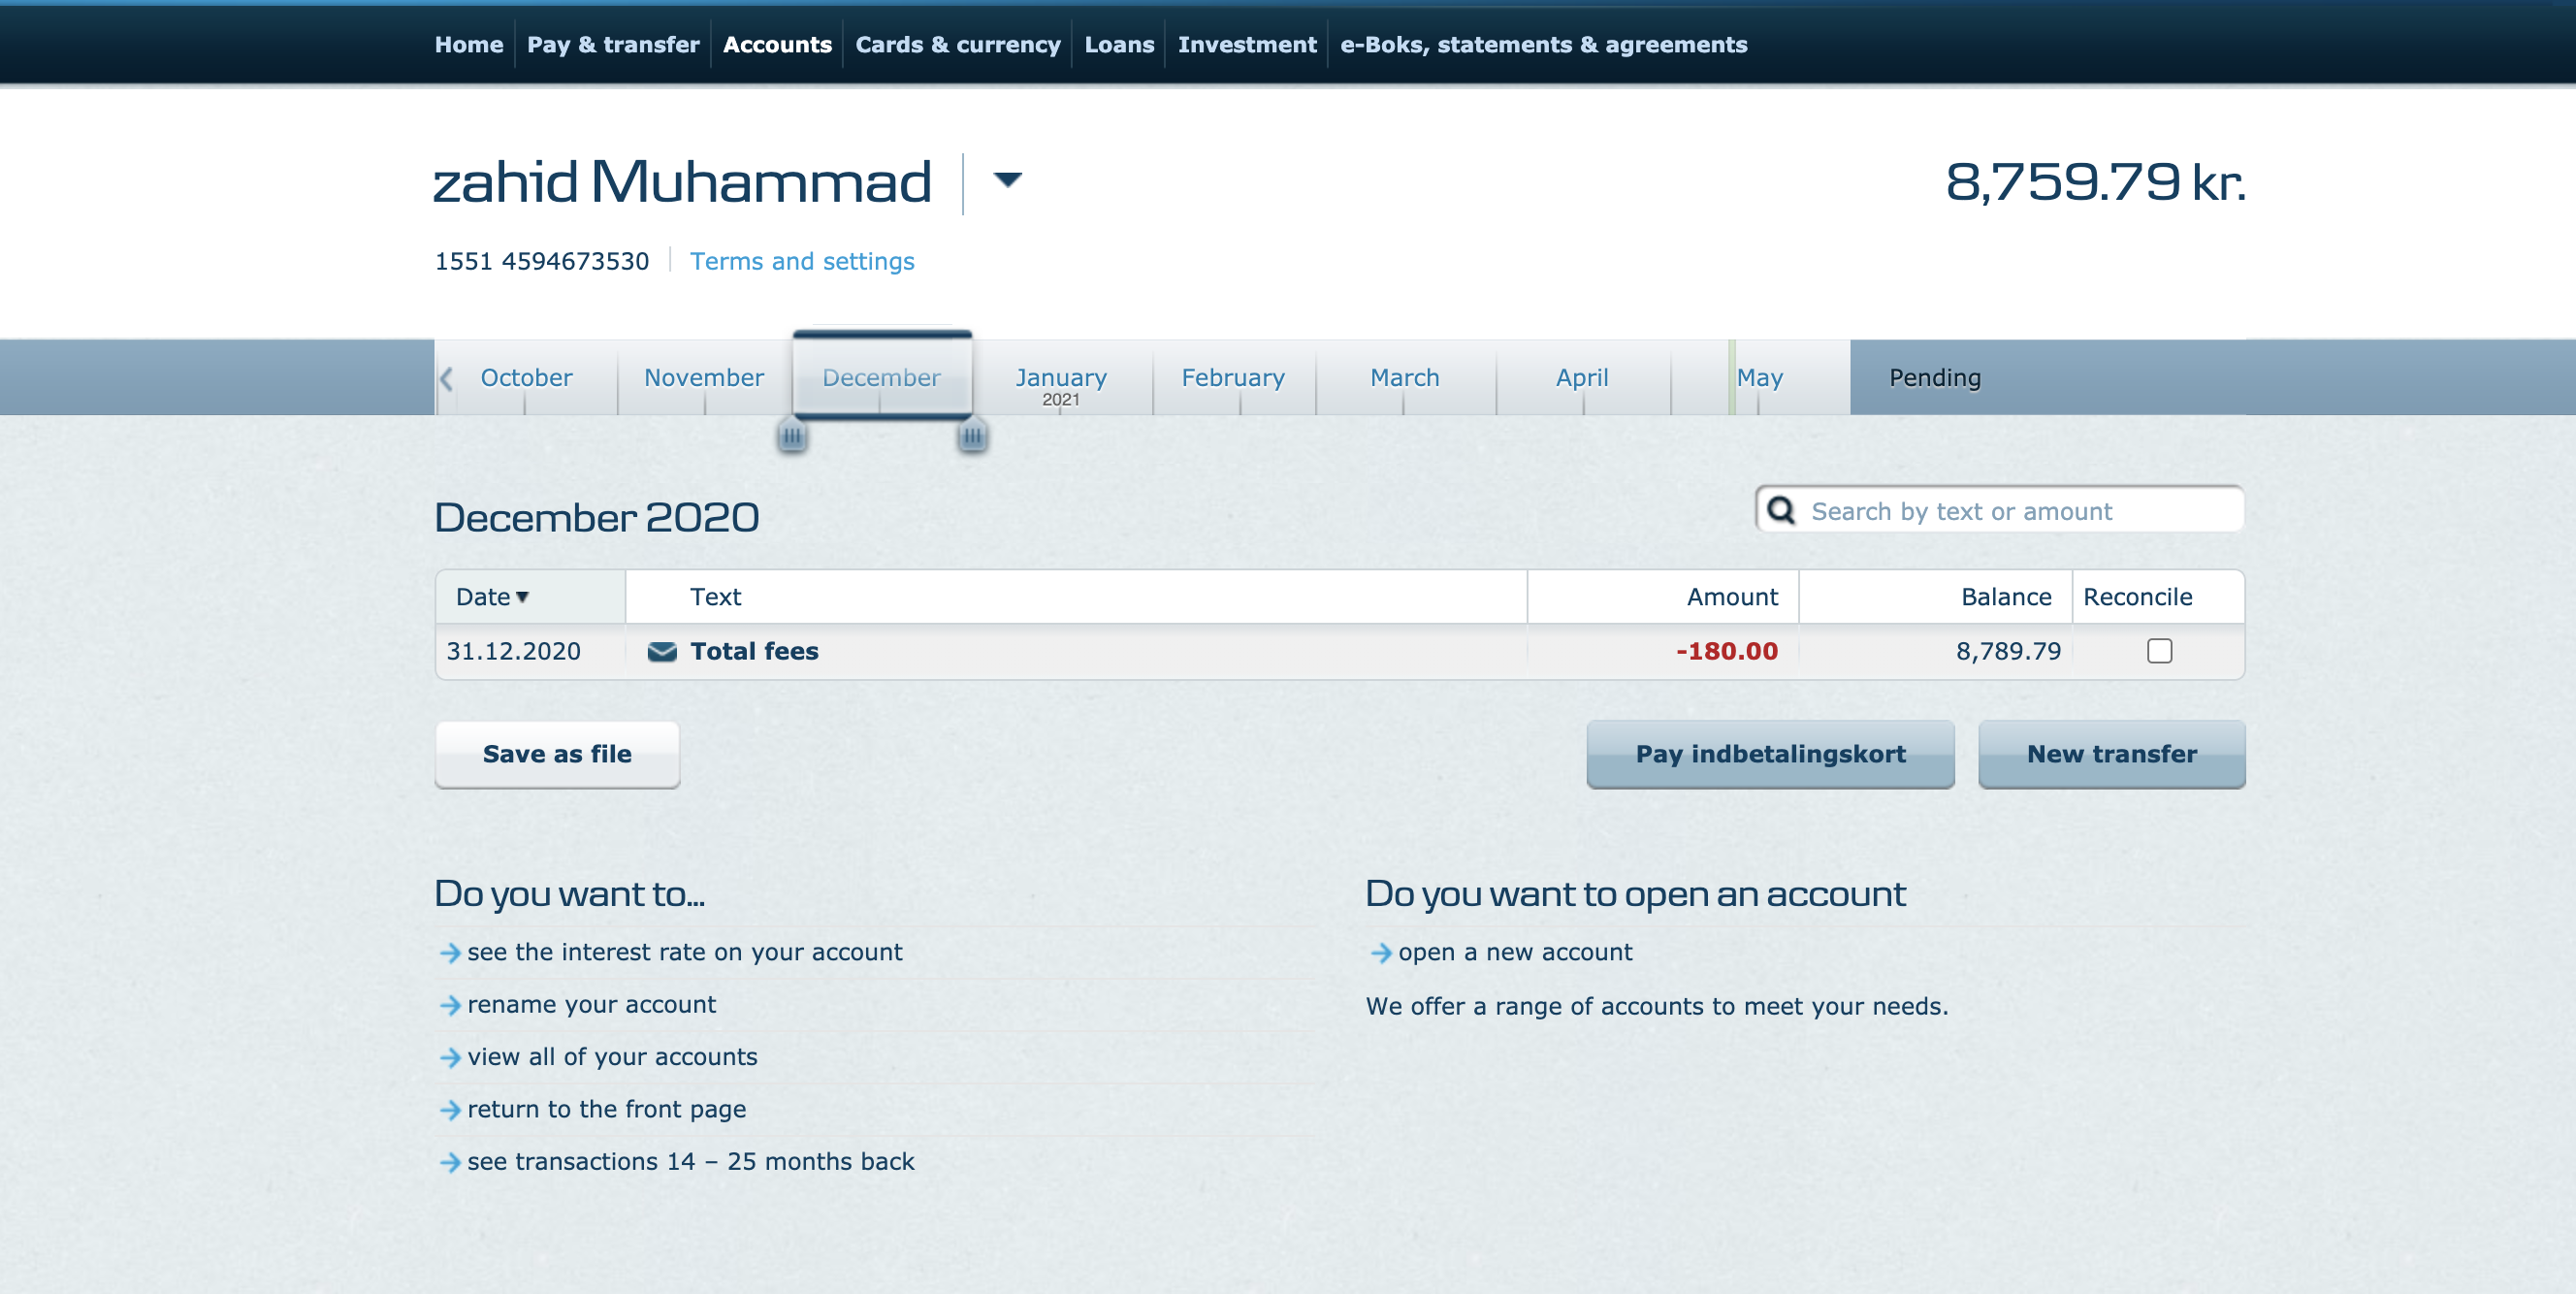 Home Pay & transfer Accounts Cards & currency Loans Investment e-Boks, statements & agreements
zahid Muhammad 8,759.79 kr.
1551 4594673530 Terms and settings
October November December January February March April May Pending
2021
December 2020 Search by text or amount
Date Text Amount Balance Reconcile
31.12.2020 Total fees -180.00 8,789.79
Save as file Pay indbetalingskort New transfer
Do you want to...
see the interest rate on your account
rename your account
view all of your accounts
return to the front page
see transactions 14 – 25 months back
Do you want to open an account
open a new account
We offer a range of accounts to meet your needs.